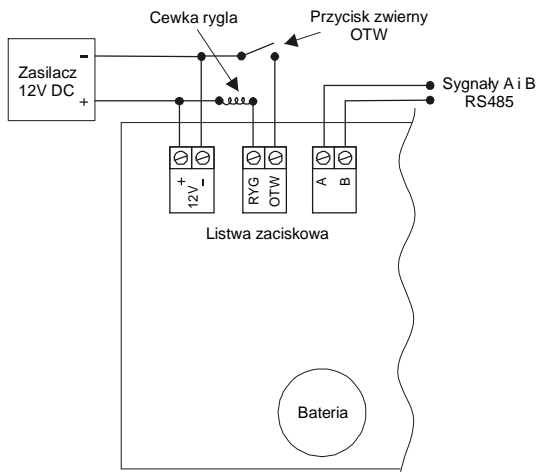 Cewka rygla
Przycisk zwierny
OTW
Zasilacz
12V DC
-
+
Sygnały A i B
RS485
+
12V
-
RYG
OTW
A
B
Listwa zaciskowa
Bateria